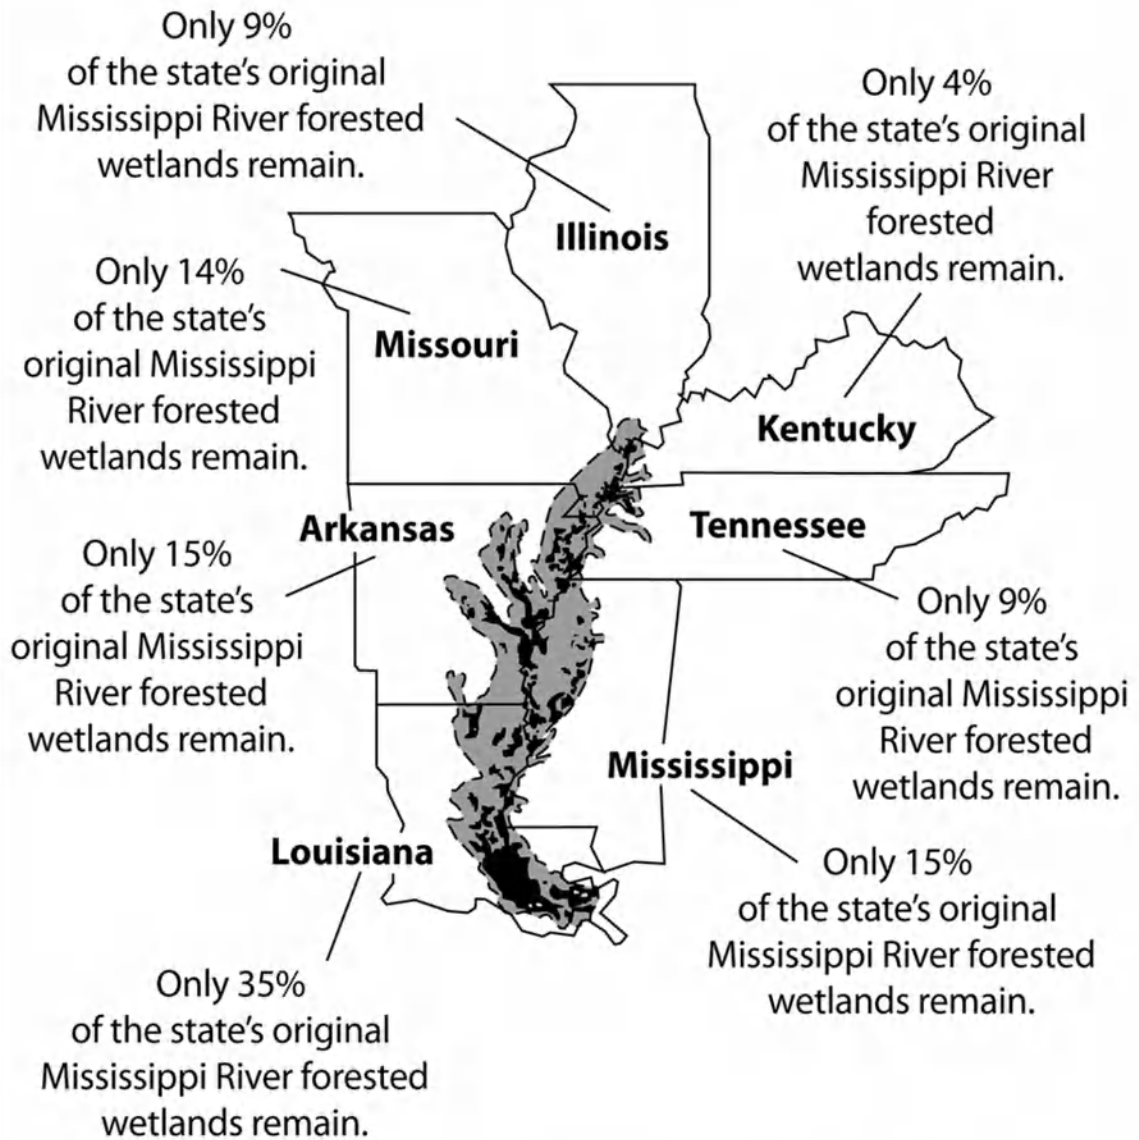 Only 9%
of the state's original
Mississippi River forested
wetlands remain.
Only 4%
of the state's original
Mississippi River
forested
wetlands remain.
Illinois
Only 14%
of the state's
original Mississippi
River forested
wetlands remain.
Missouri
Kentucky
Arkansas
Tennessee
Only 15%
of the state's
original Mississippi
River forested
wetlands remain.
Only 9%
of the state's
original Mississippi
River forested
wetlands remain.
Mississippi
Louisiana
Only 15%
of the state's original
Mississippi River forested
wetlands remain.
Only 35%
of the state's original
Mississippi River forested
wetlands remain.